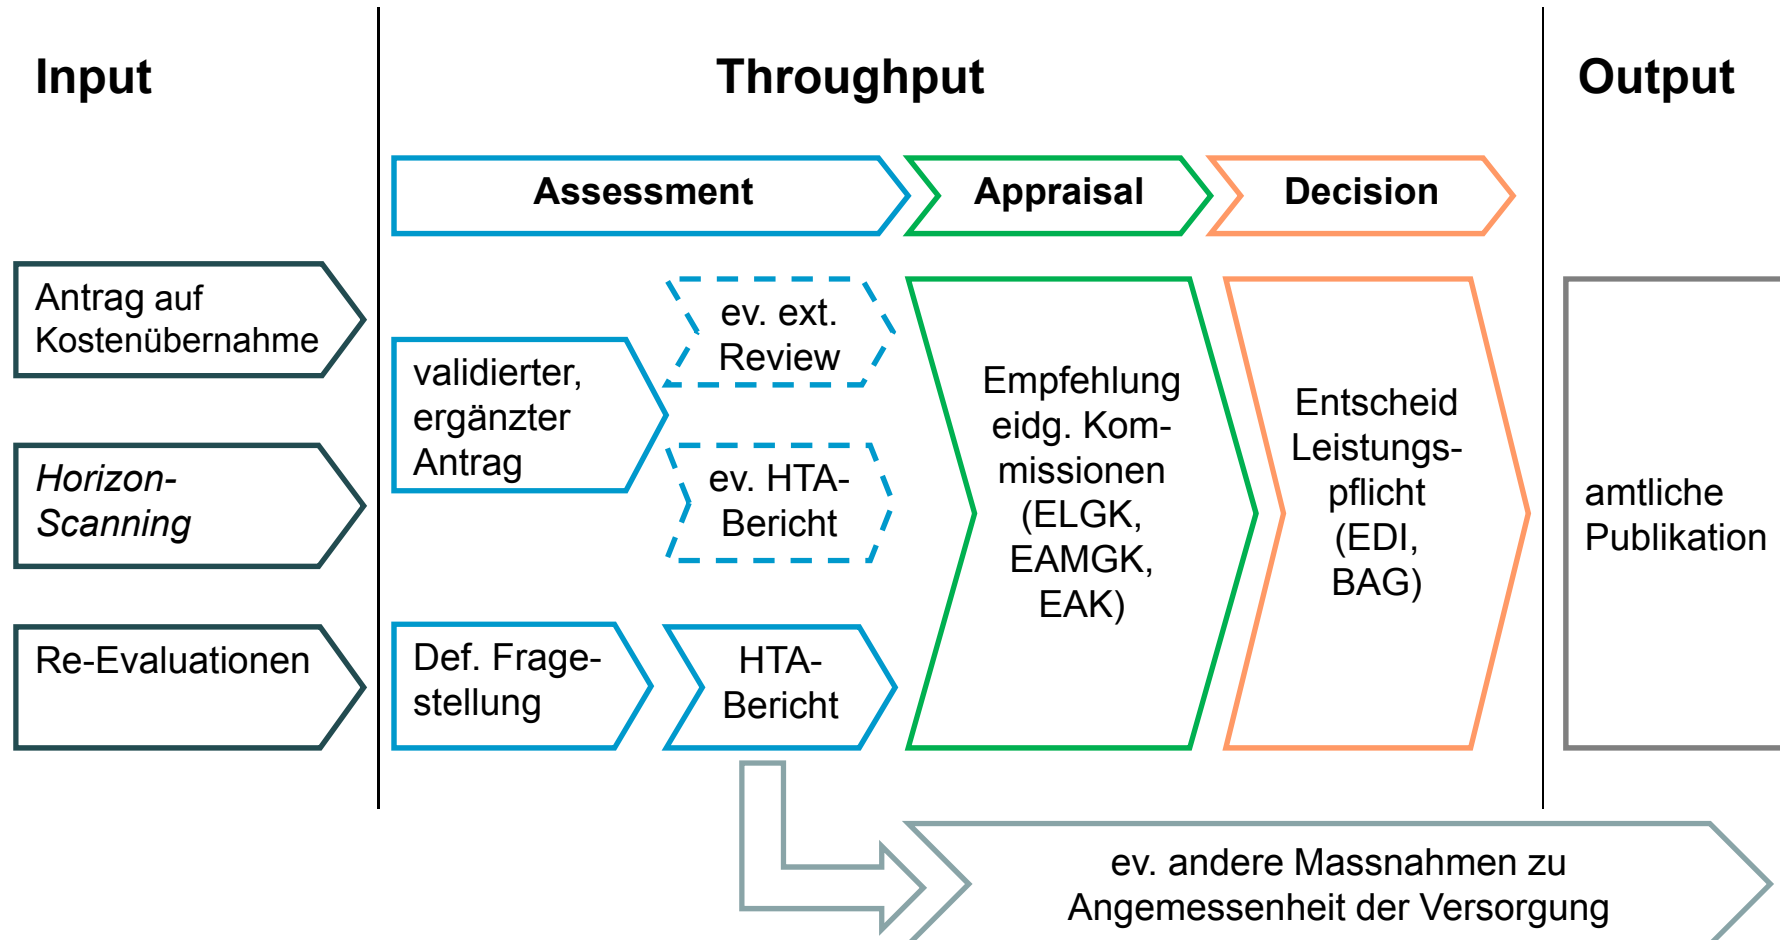 Input
Throughput
Output
Assessment
Appraisal
Decision
Antrag auf
Kostenübernahme
Horizon-
Scanning
Re-Evaluationen
validierter,
ergänzter
Antrag
ev. ext.
Review
ev. HTA-
Bericht
Def. Frage-
stellung
HTA-
Bericht
Empfehlung
eidg. Kom-
missionen
(ELGK,
EAMGK,
EAK)
Entscheid
Leistungs-
pflicht
(EDI,
BAG)
amtliche
Publikation
ev. andere Massnahmen zu
Angemessenheit der Versorgung